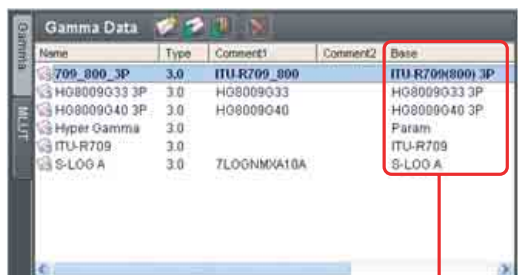 Gamma Data
Gamma
MLUT
Name Type Comment1 Comment2 Base
709_800_3P 3.0 ITU-R709_800 ITU-R709(800) 3P
HG8009G33 3P 3.0 HG8009G33 HG8009G33 3P
HG8009G40 3P 3.0 HG8009G40 HG8009G40 3P
Hyper Gamma 3.0 Param
ITU-R709 3.0 ITU-R709
S-LOG A 3.0 7LOGNMXA10A S-LOG A